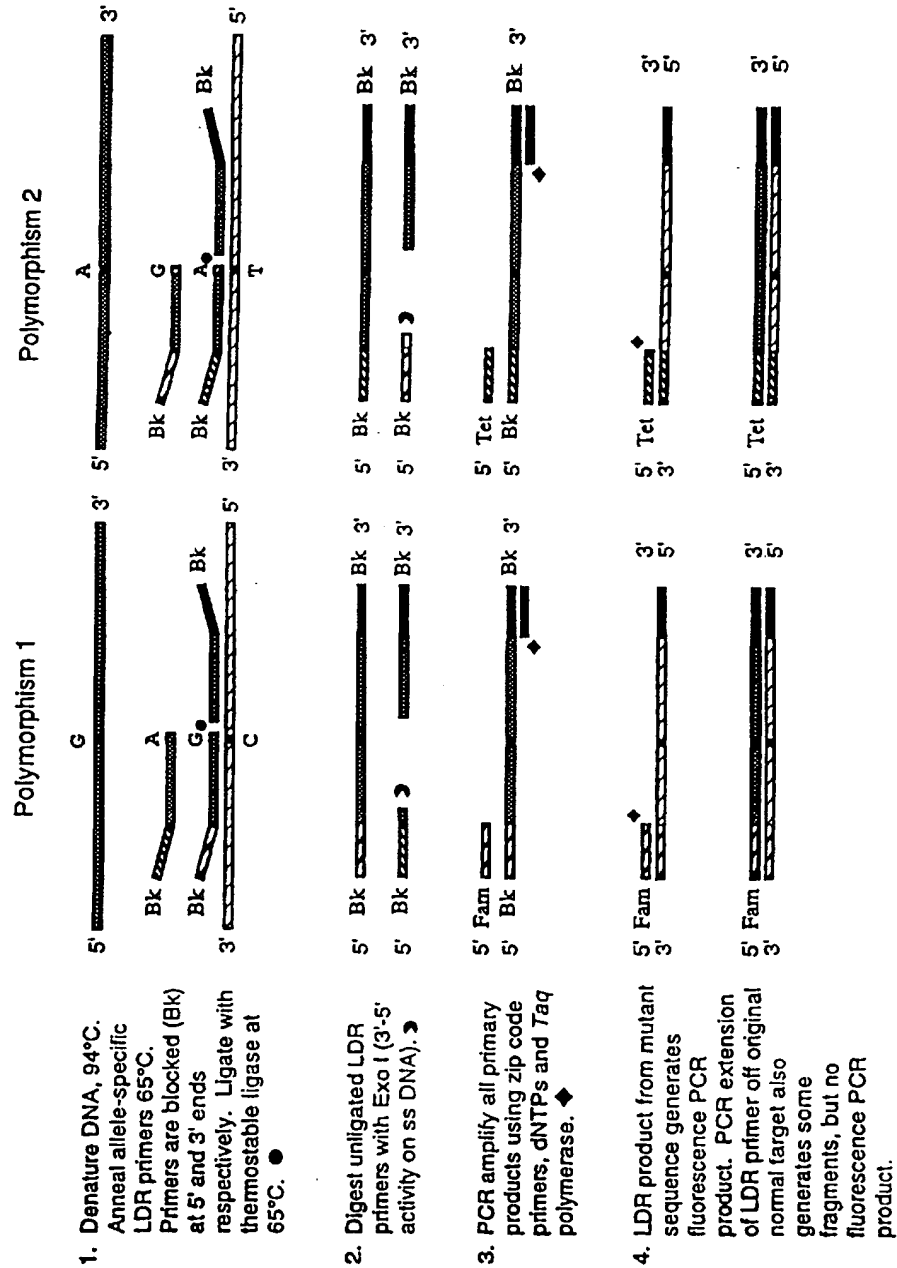 Polymorphism 1
Polymorphism 2
1. Denature DNA, 94°C.
Anneal allele-specific
LDR primers 65°C.
Primers are blocked (Bk)
at 5' and 3' ends
respectively. Ligate with
thermostable ligase at
65°C. ●
G
5' 3'
Bk A
Bk G Bk
3' 5'
C
A
5' 3'
Bk G
Bk A Bk
3' 5'
T
2. Digest unligated LDR
primers with Exo I (3'-5'
activity on ss DNA).
5' Bk Bk 3'
5' Bk Bk 3'
5' Bk Bk 3'
5' Bk Bk 3'
3. PCR amplify all primary
products using zip code
primers, dNTPs and Taq
polymerase. ◆
5' Fam
5' Bk Bk 3'
5' Tet
5' Bk Bk 3'
4. LDR product from mutant
sequence generates
fluorescence PCR
product. PCR extension
of LDR primer off original
normal target also
generates some
fragments, but no
fluorescence PCR
product.
5' Fam 3'
3' 5'
5' Fam 3'
3' 5'
5' Tet 3'
3' 5'
5' Tet 3'
3' 5'